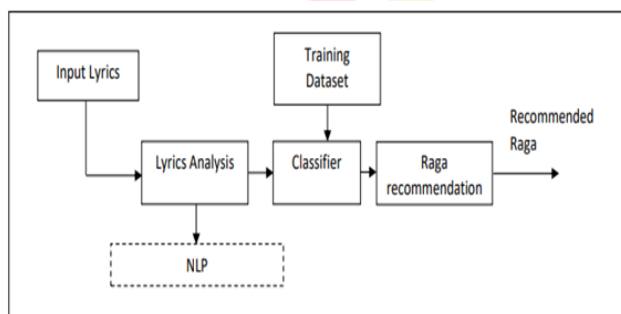 Input Lyrics
Training
Dataset
Recommended
Raga
Lyrics Analysis
Classifier
Raga
recommendation
NLP